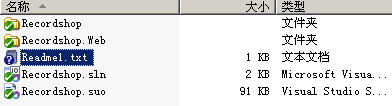 名称 大小 类型
Recordshop 文件夹
Recordshop.Web 文件夹
Readme1.txt 1 KB 文本文档
Recordshop.sln 2 KB Microsoft Visua...
Recordshop.suo 91 KB Visual Studio S...